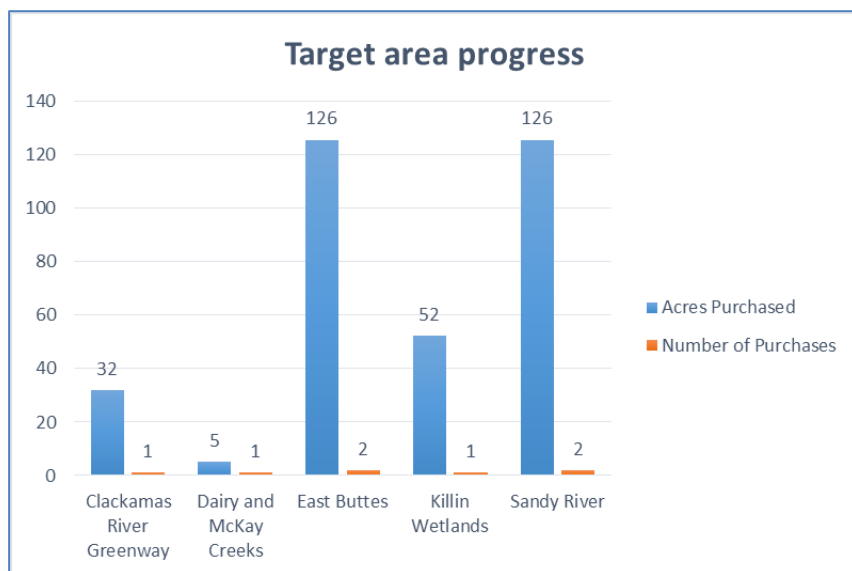 Target area progress
140
120
100
80
60
40
20
0
126
126
52
32
5
1
1
2
1
2
Clackamas
River
Greenway
Dairy and
McKay
Creeks
East Buttes
Killin
Wetlands
Sandy River
Acres Purchased
Number of Purchases